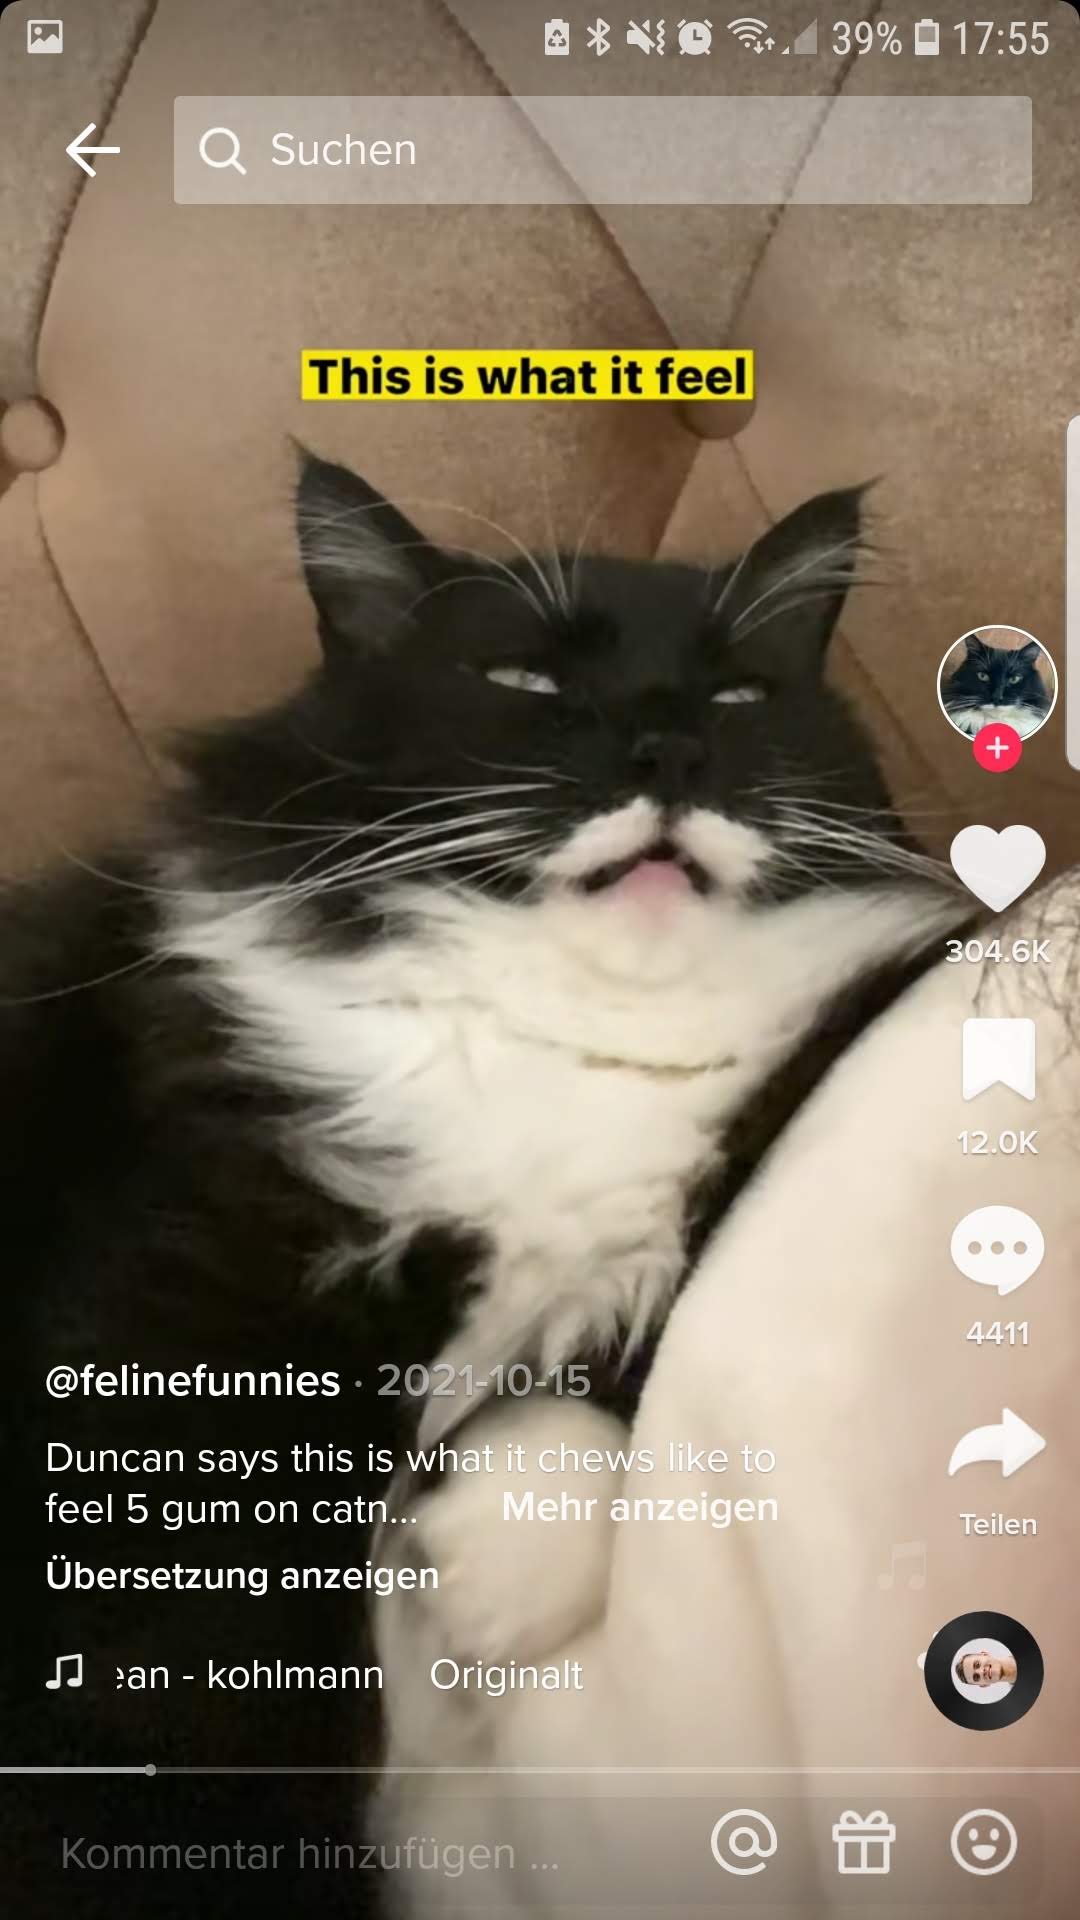 39% 17:55
Suchen
This is what it feel
304.6K
12.0K
4411
@felinefunnies · 2021-10-15
Duncan says this is what it chews like to
feel 5 gum on catn... Mehr anzeigen
Teilen
Übersetzung anzeigen
ean - kohlmann Originalt
Kommentar hinzufügen ...